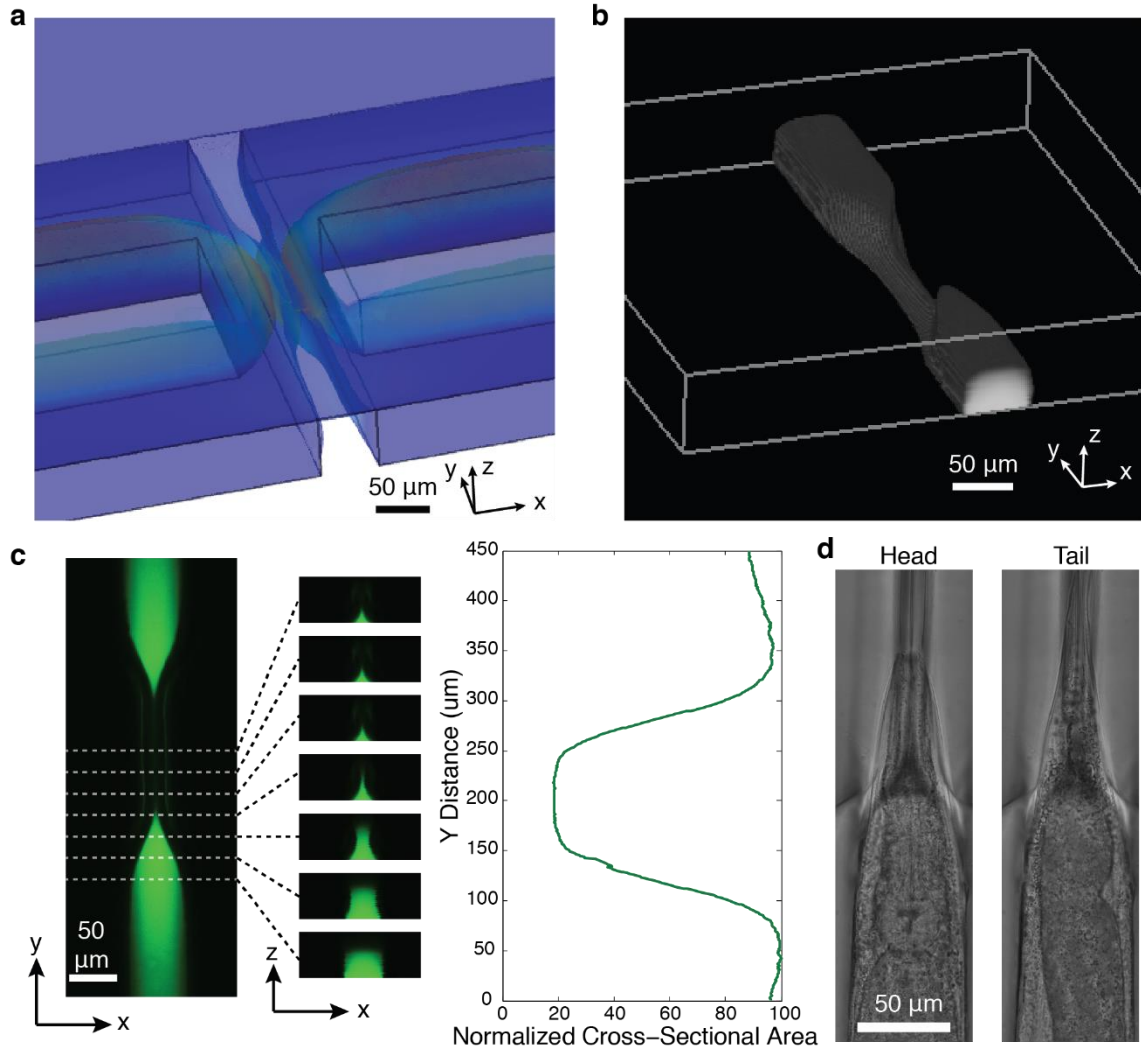 a
50 µm
y
z
x
b
50 µm
y
z
x
c
50
µm
y
x
z
x
Y Distance (um)
450
400
350
300
250
200
150
100
50
0
0 20 40 60 80 100
Normalized Cross−Sectional Area
d
Head Tail
50 µm